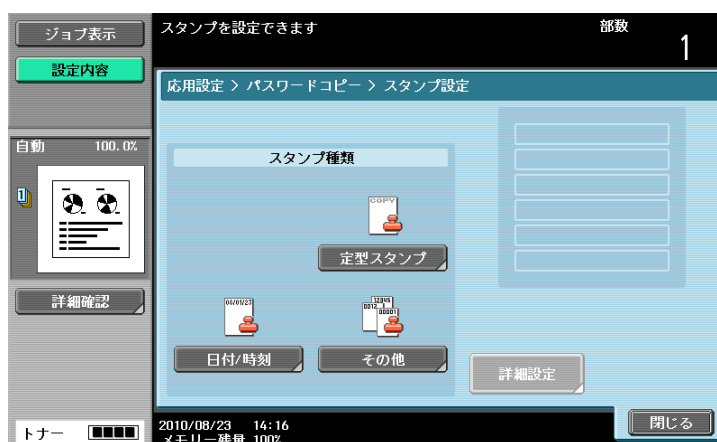 ジョブ表示
設定内容
スタンプを設定できます
部数
1
応用設定 > パスワードコピー > スタンプ設定
自動 100.0%
1
詳細確認
スタンプ種類
COPY
定型スタンプ
日付/時刻
その他
詳細設定
トナー
2010/08/23 14:16
メモリー残量 100%
閉じる